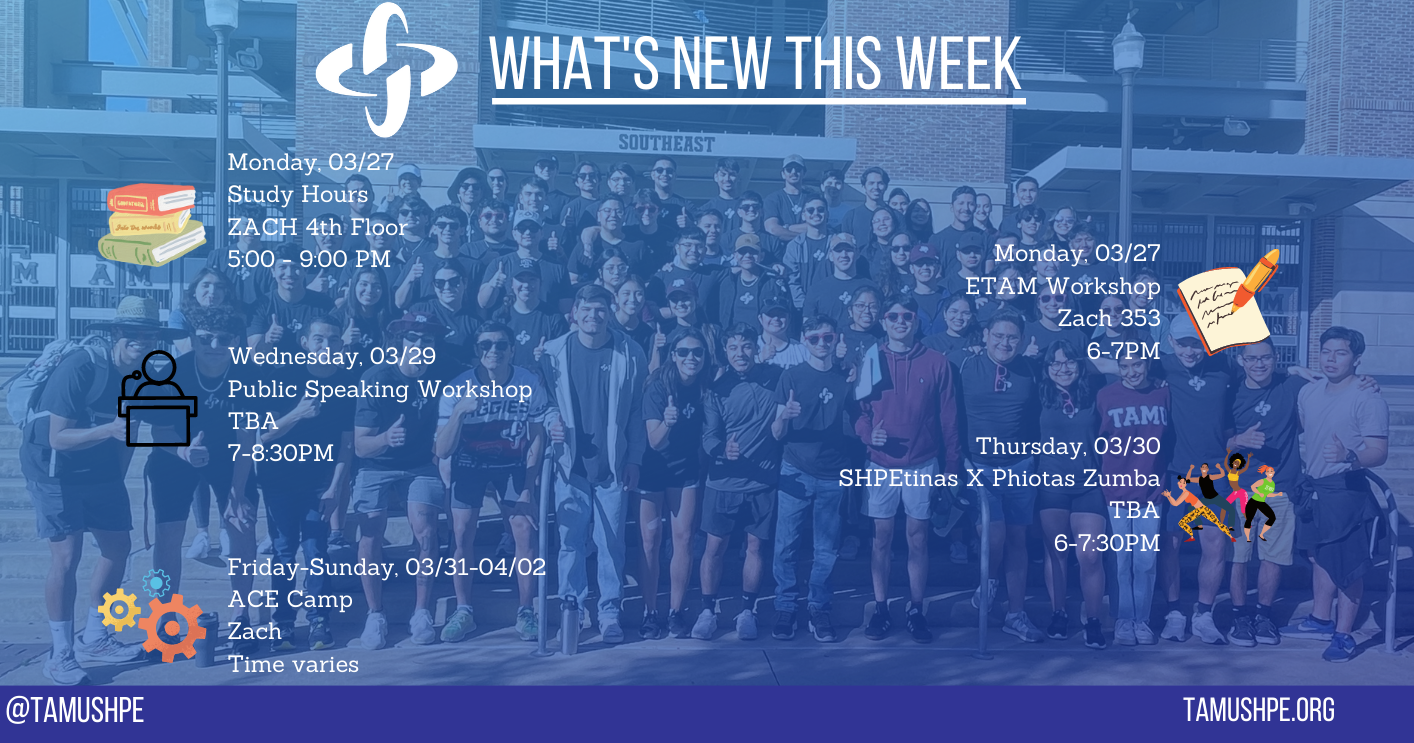 WHAT'S NEW THIS WEEK
SOUTHEAST
Monday, 03/27
Study Hours
ZACH 4th Floor
5:00 - 9:00 PM
Monday, 03/27
ETAM Workshop
Zach 353
6-7PM
Wednesday, 03/29
Public Speaking Workshop
TBA
7-8:30PM
Thursday, 03/30
SHPEtinas X Phiotas Zumba
TBA
6-7:30PM
Friday-Sunday, 03/31-04/02
ACE Camp
Zach
Time varies
@TAMUSHPE
TAMUSHPE.ORG